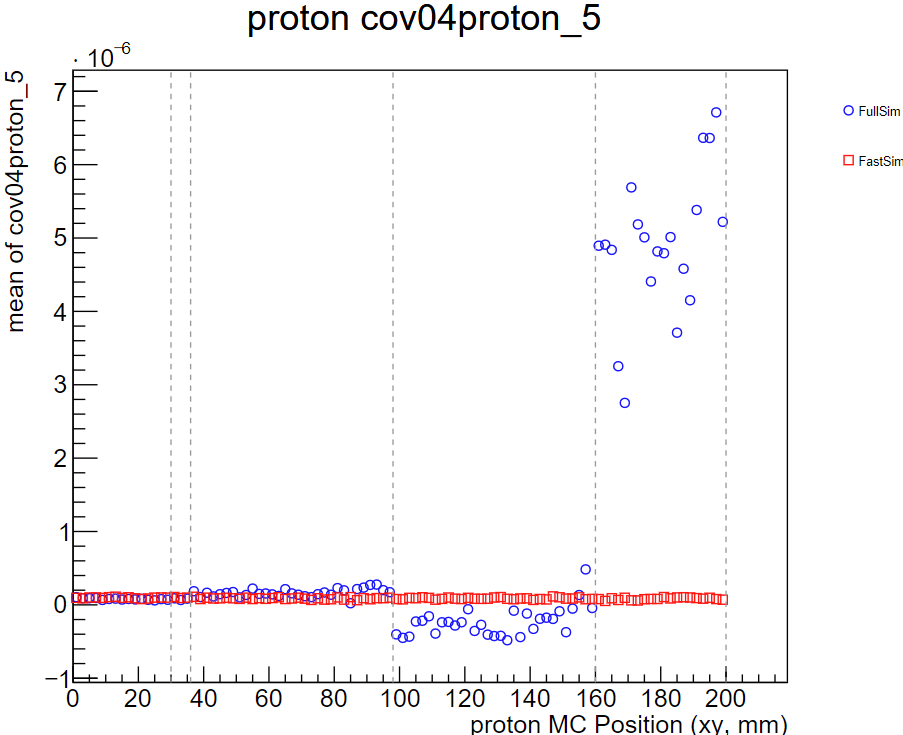 proton cov04proton_5
· 10⁻⁶
mean of cov04proton_5
7
6
5
4
3
2
1
0
−1
0 20 40 60 80 100 120 140 160 180 200
proton MC Position (xy, mm)
FullSim
FastSim